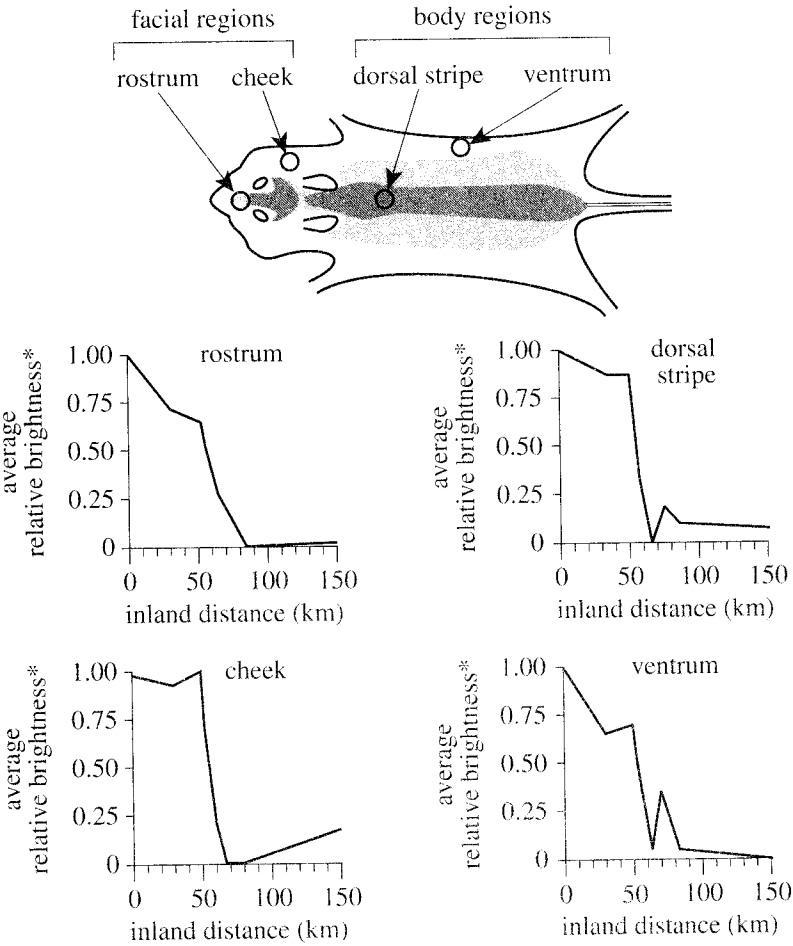 facial regions
body regions
rostrum
cheek
dorsal stripe
ventrum
rostrum
average
relative brightness*
1.00
0.75
0.50
0.25
0
0
50
100
150
inland distance (km)
dorsal
stripe
average
relative brightness*
1.00
0.75
0.50
0.25
0
0
50
100
150
inland distance (km)
cheek
average
relative brightness*
1.00
0.75
0.50
0.25
0
0
50
100
150
inland distance (km)
ventrum
average
relative brightness*
1.00
0.75
0.50
0.25
0
0
50
100
150
inland distance (km)